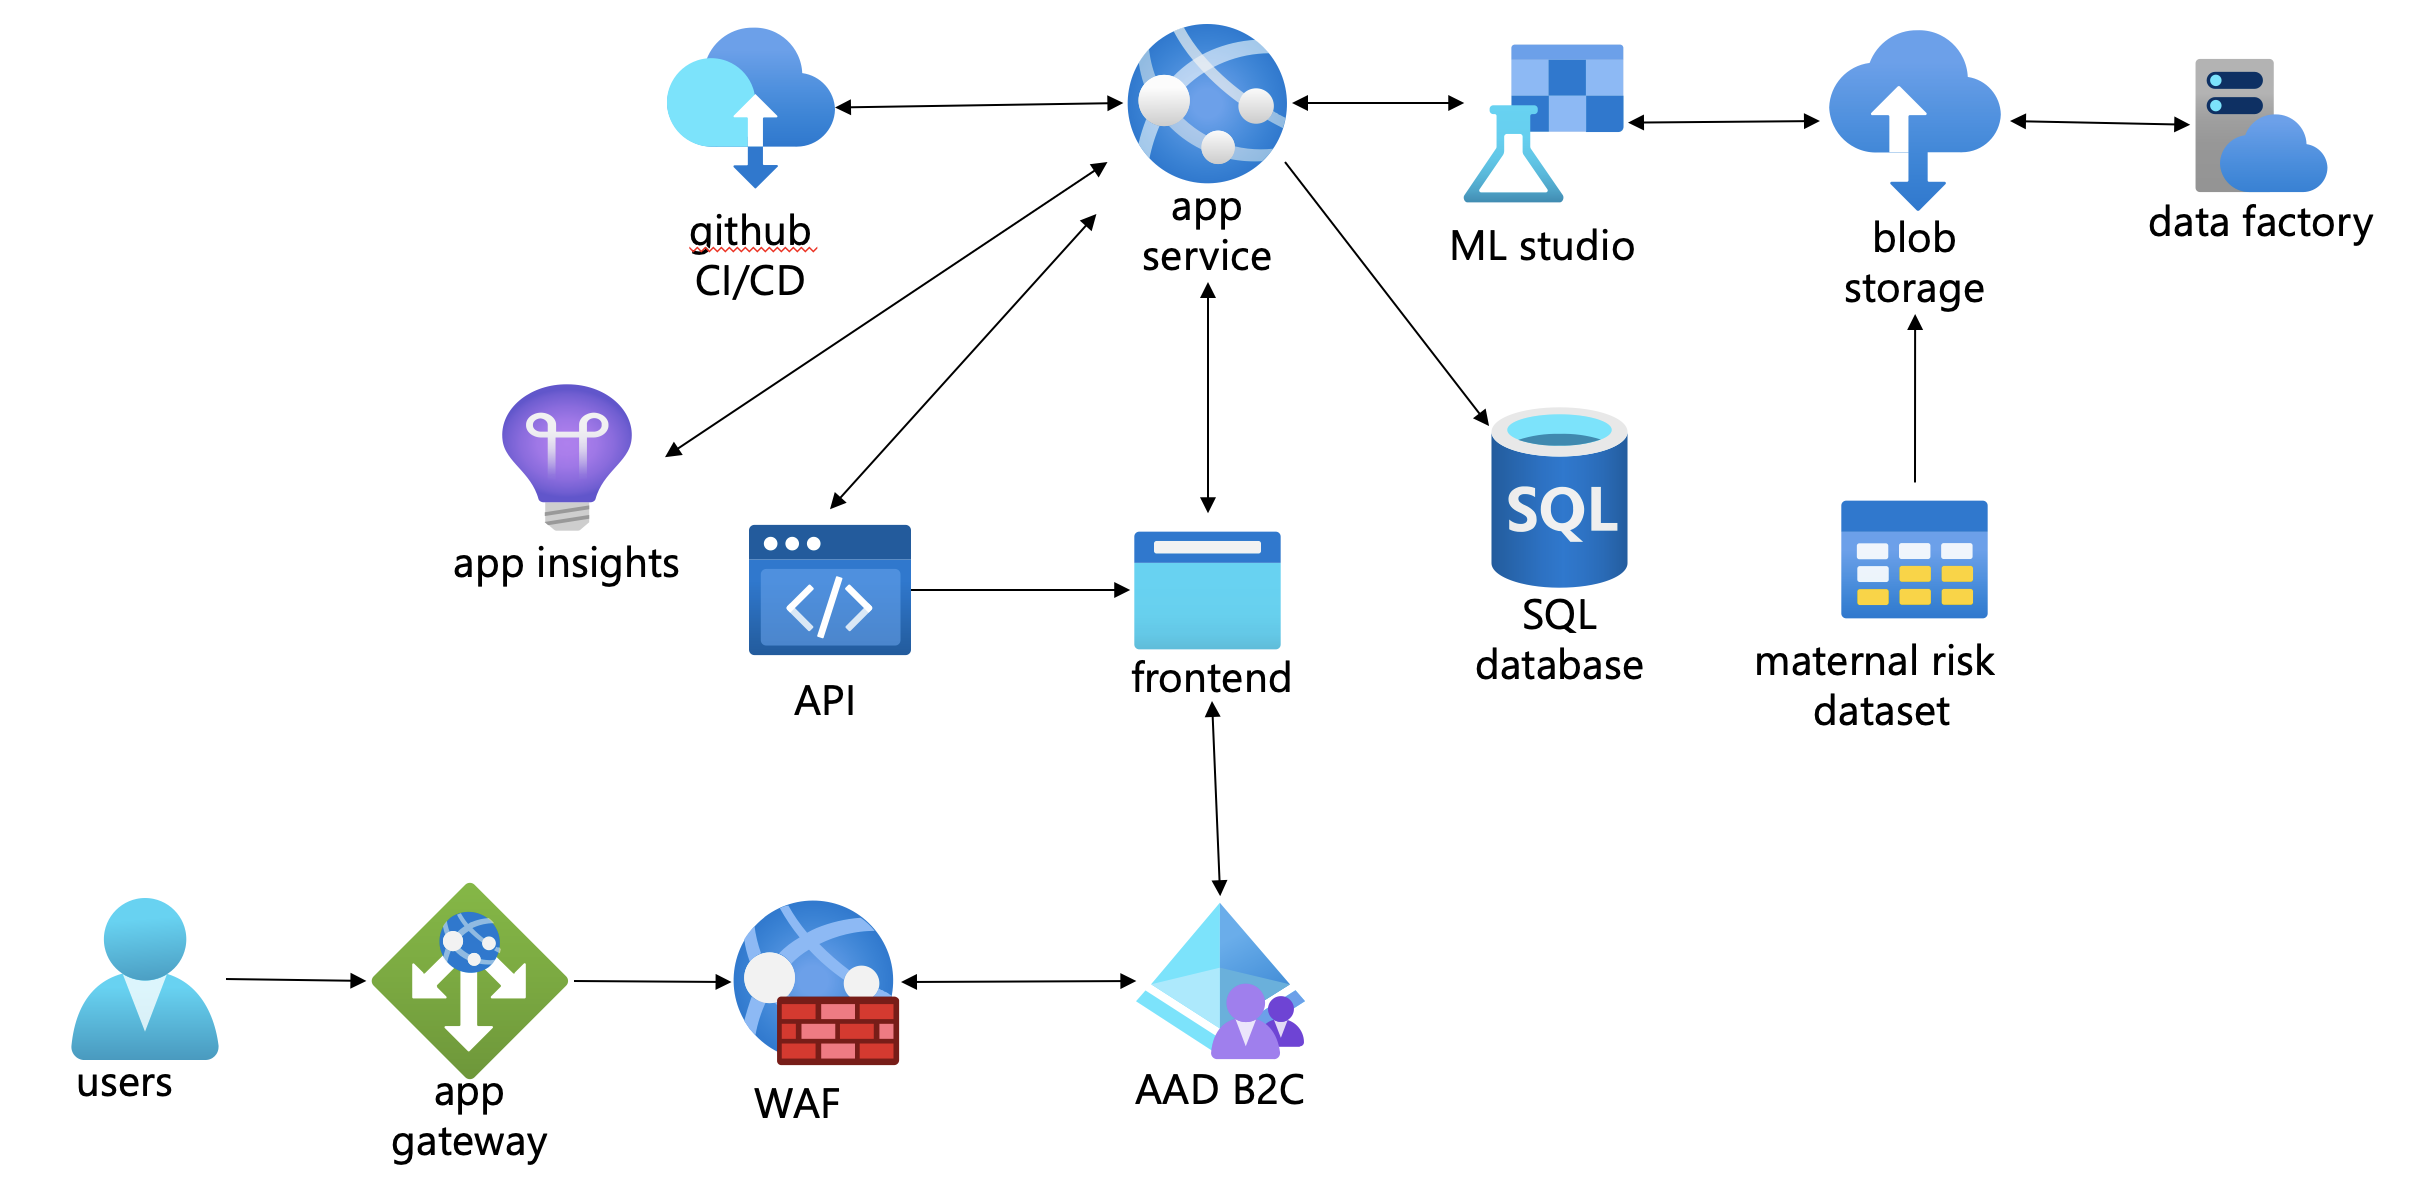 github
CI/CD
app
service
ML studio
blob
storage
data factory
app insights
API
frontend
SQL
SQL
database
maternal risk
dataset
users
app
gateway
WAF
AAD B2C